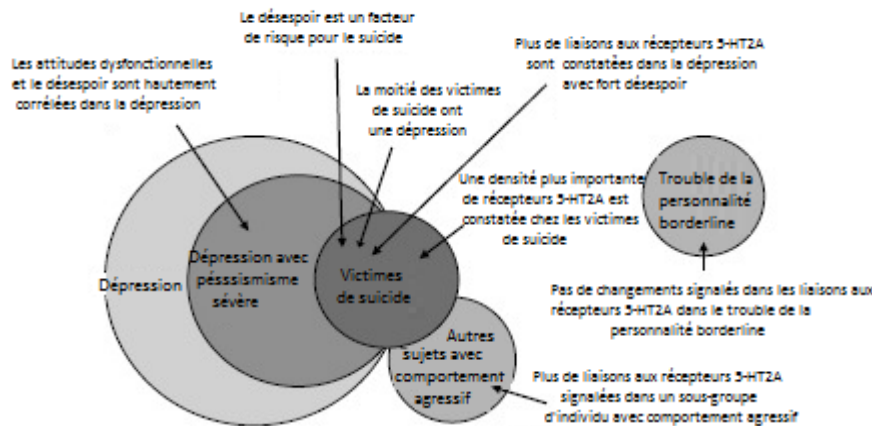 Le désespoir est un facteur
de risque pour le suicide
Plus de liaisons aux récepteurs 5-HT2A
sont constatées dans la dépression
avec fort désespoir
Les attitudes dysfonctionnelles
et le désespoir sont hautement
corrélées dans la dépression
La moitié des victimes
de suicide ont
une dépression
Une densité plus importante
de récepteurs 5-HT2A est
constatée chez les victimes
de suicide
Trouble de la
personnalité
borderline
Dépression
Dépression avec
pésssismisme
sévère
Victimes
de suicide
Pas de changements signalés dans les liaisons aux
récepteurs 5-HT2A dans le trouble de la
personnalité borderline
Autres
sujets avec
comportement
agressif
Plus de liaisons aux récepteurs 5-HT2A
signalées dans un sous-groupe
d'individu avec comportement agressif